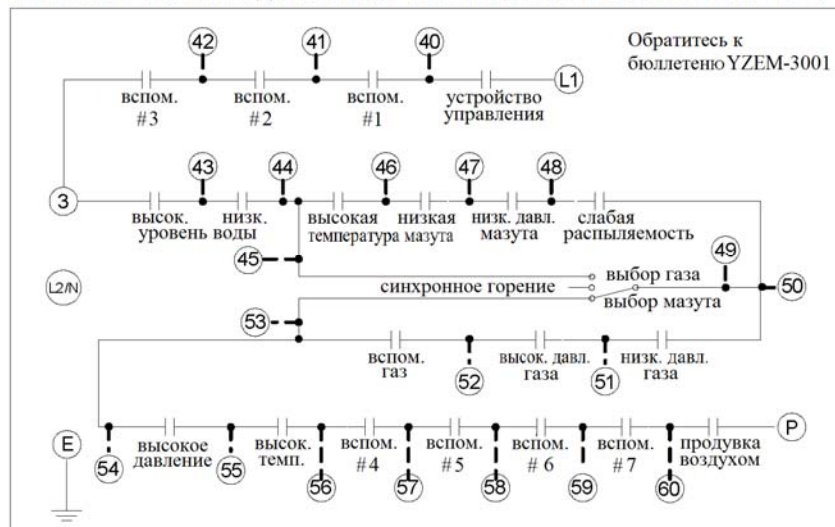 42
41
40
Обратитесь к
бюллетеню YZEM-3001
L1
вспом.
#3
вспом.
#2
вспом.
#1
устройство
управления
43
44
46
47
48
3
высок.
уровень
низк.
воды
высокая
температура
низкая
мазута
низк. давл.
мазута
слабая
распыляемость
49
45
выбор газа
50
L2/N
синхронное горение
выбор мазута
53
вспом.
газ
52
высок. давл.
газа
51
низк. давл.
газа
E
54
высокое
давление
55
высок.
темп.
56
вспом.
#4
57
вспом.
#5
58
вспом.
# 6
59
вспом.
#7
60
продувка
воздухом
P